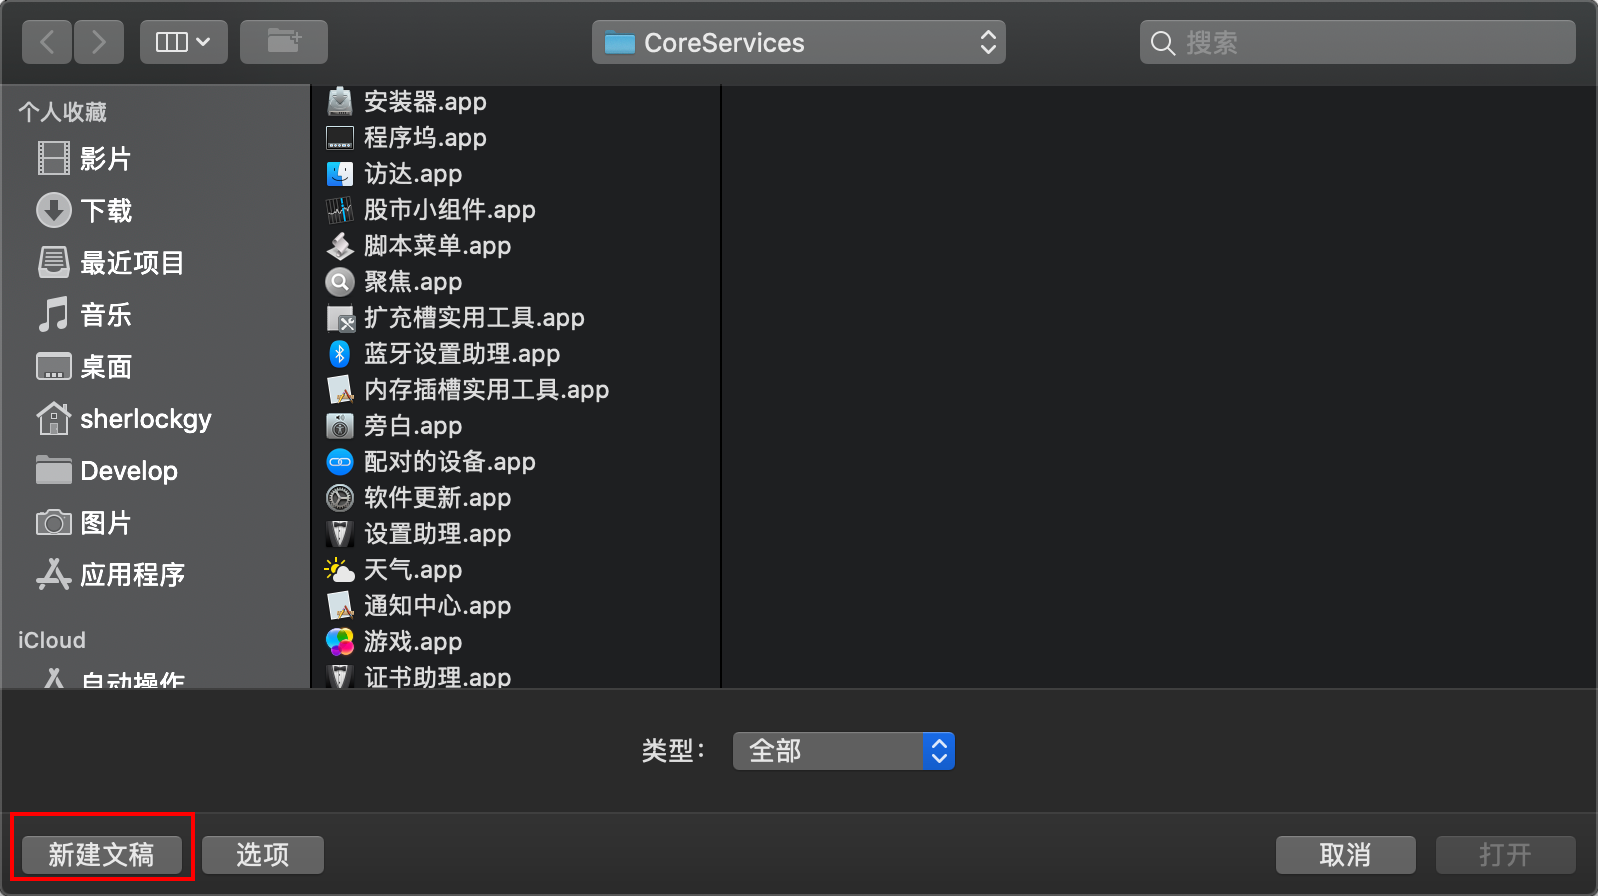 CoreServices
搜索
个人收藏
影片
下载
最近项目
音乐
桌面
sherlockgy
Develop
图片
应用程序
iCloud
自动操作
安装器.app
程序坞.app
访达.app
股市小组件.app
脚本菜单.app
聚焦.app
扩充槽实用工具.app
蓝牙设置助理.app
内存插槽实用工具.app
旁白.app
配对的设备.app
软件更新.app
设置助理.app
天气.app
通知中心.app
游戏.app
证书助理.app
类型： 全部
新建文稿 选项 取消 打开